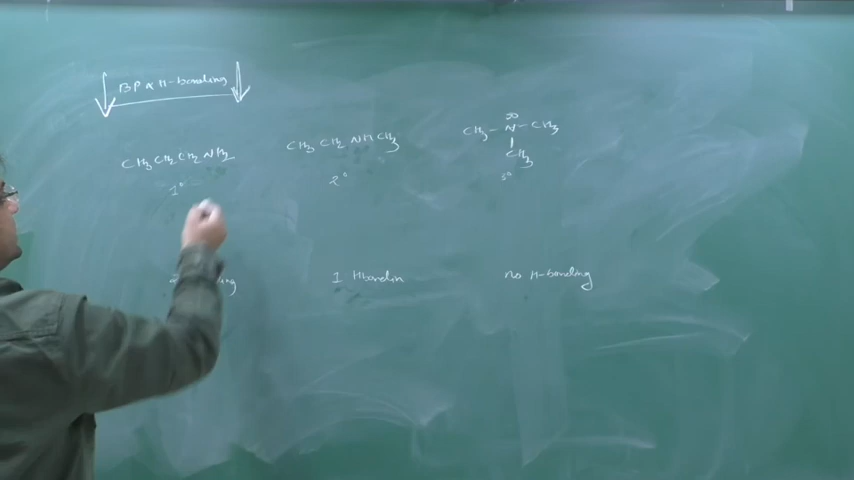 BP ∝ H-bonding
CH3 CH2 CH2 NH2
CH3 CH2 NH CH3
CH3 - N - CH3
CH3
1°
2°
3°
1 Hbondin
no H-bonding